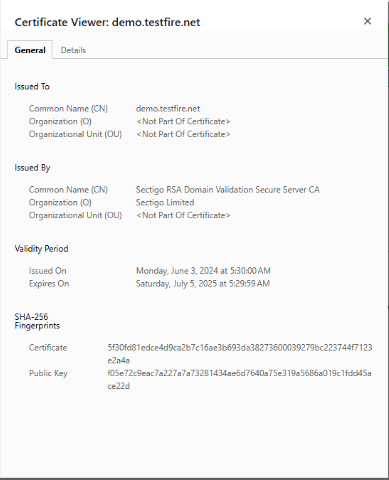 Certificate Viewer: demo.testfire.net
General Details
Issued To
Common Name (CN) demo.testfire.net
Organization (O) <Not Part Of Certificate>
Organizational Unit (OU) <Not Part Of Certificate>
Issued By
Common Name (CN) Sectigo RSA Domain Validation Secure Server CA
Organization (O) Sectigo Limited
Organizational Unit (OU) <Not Part Of Certificate>
Validity Period
Issued On Monday, June 3, 2024 at 5:30:00 AM
Expires On Saturday, July 5, 2025 at 5:29:59 AM
SHA-256
Fingerprints
Certificate 5f30fd81edce4d9ca2b7c16ae3b693da38273600039279bc223744f7123
e2a4a
Public Key f05e72c9eac7a227a7a73281434ae6d7640a75e319a5686a019c1fdd45a
ce22d